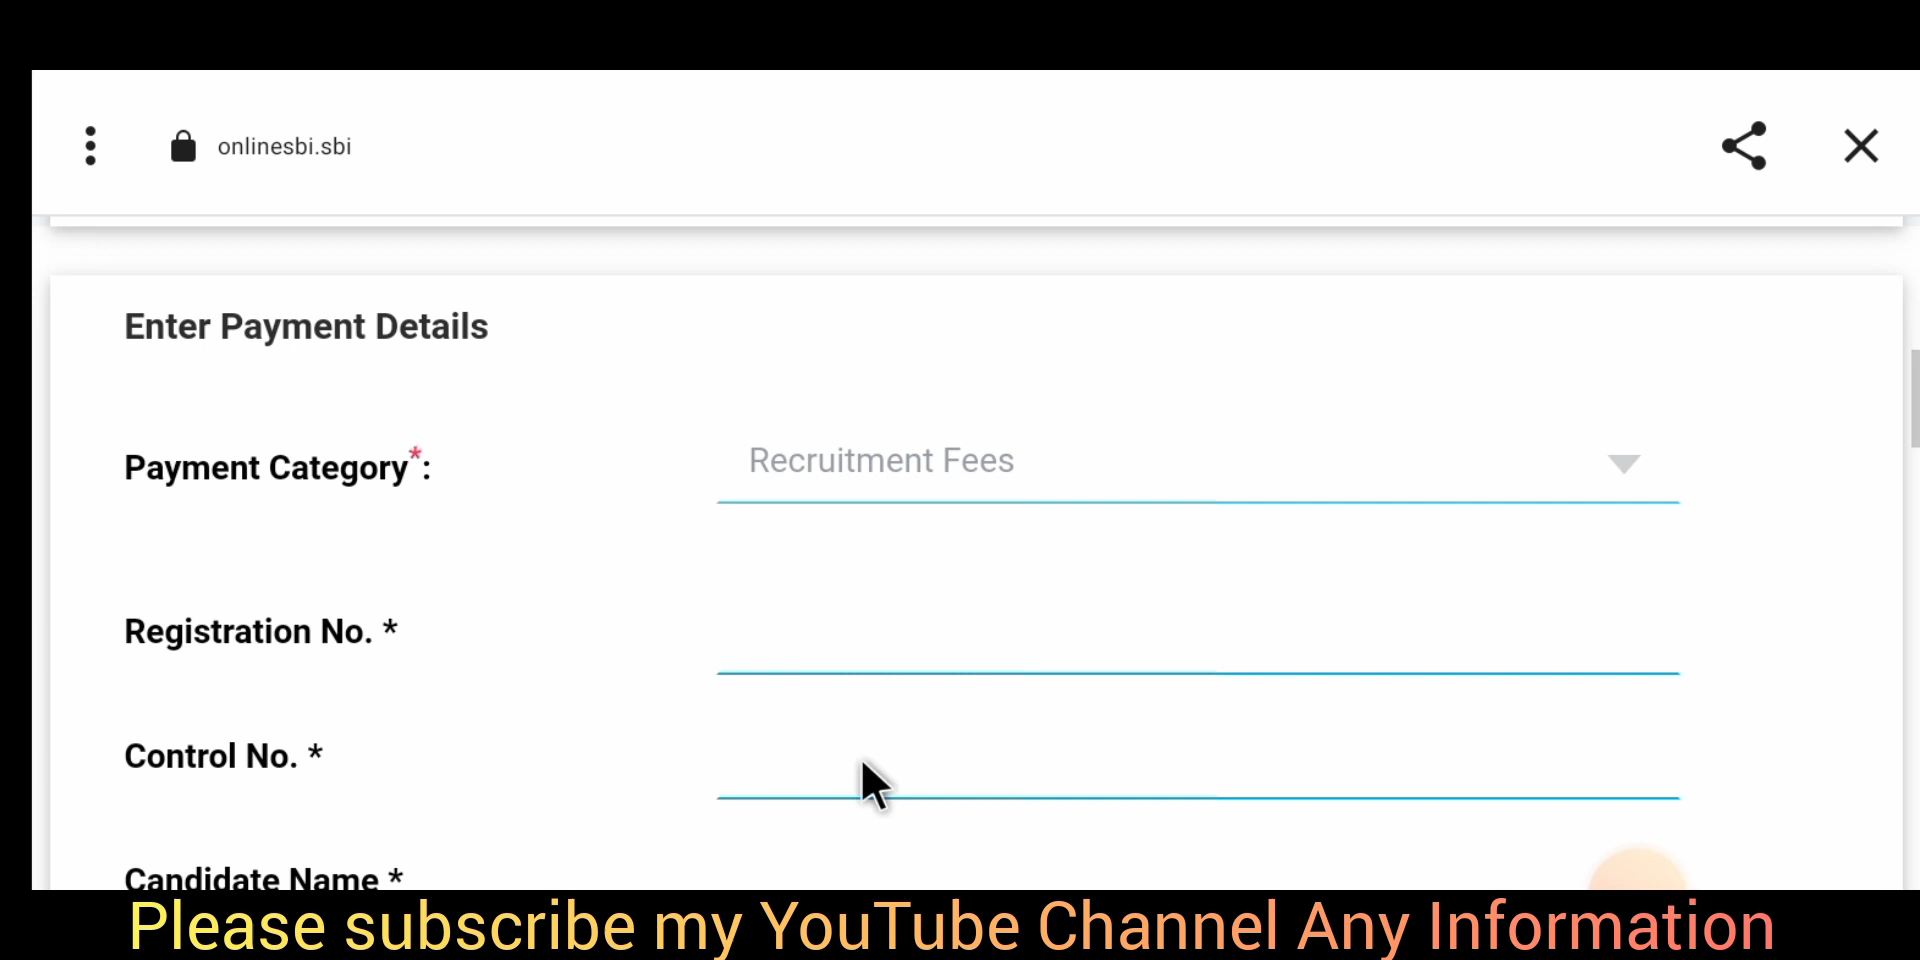 onlinesbi.sbi
Enter Payment Details
Payment Category*: Recruitment Fees
Registration No. *
Control No. *
Candidate Name *
Please subscribe my YouTube Channel Any Information